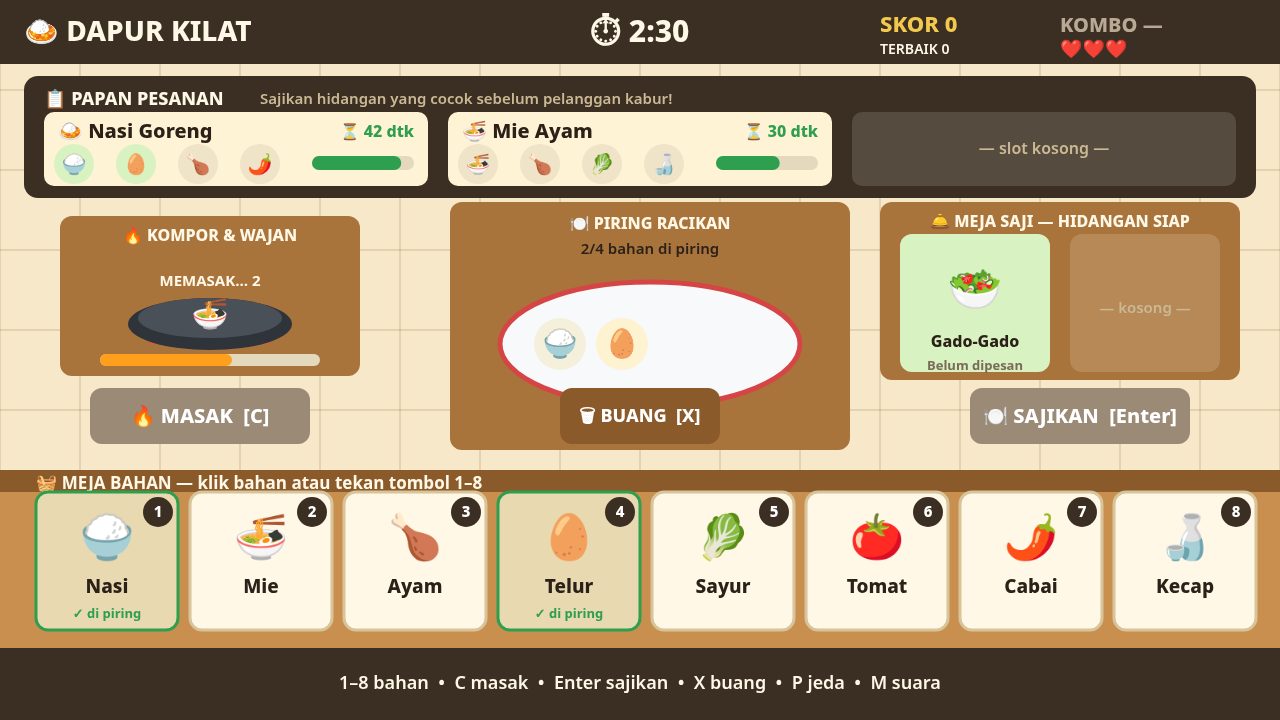 DAPUR KILAT
2:30
SKOR 0
TERBAIK 0
KOMBO —
PAPAN PESANAN
Sajikan hidangan yang cocok sebelum pelanggan kabur!
Nasi Goreng
42 dtk
Mie Ayam
30 dtk
— slot kosong —
KOMPOR & WAJAN
MEMASAK... 2
MASAK [C]
PIRING RACIKAN
2/4 bahan di piring
BUANG [X]
MEJA SAJI — HIDANGAN SIAP
Gado-Gado
Belum dipesan
— kosong —
SAJIKAN [Enter]
MEJA BAHAN — klik bahan atau tekan tombol 1–8
1
Nasi
✓ di piring
2
Mie
3
Ayam
4
Telur
✓ di piring
5
Sayur
6
Tomat
7
Cabai
8
Kecap
1–8 bahan • C masak • Enter sajikan • X buang • P jeda • M suara